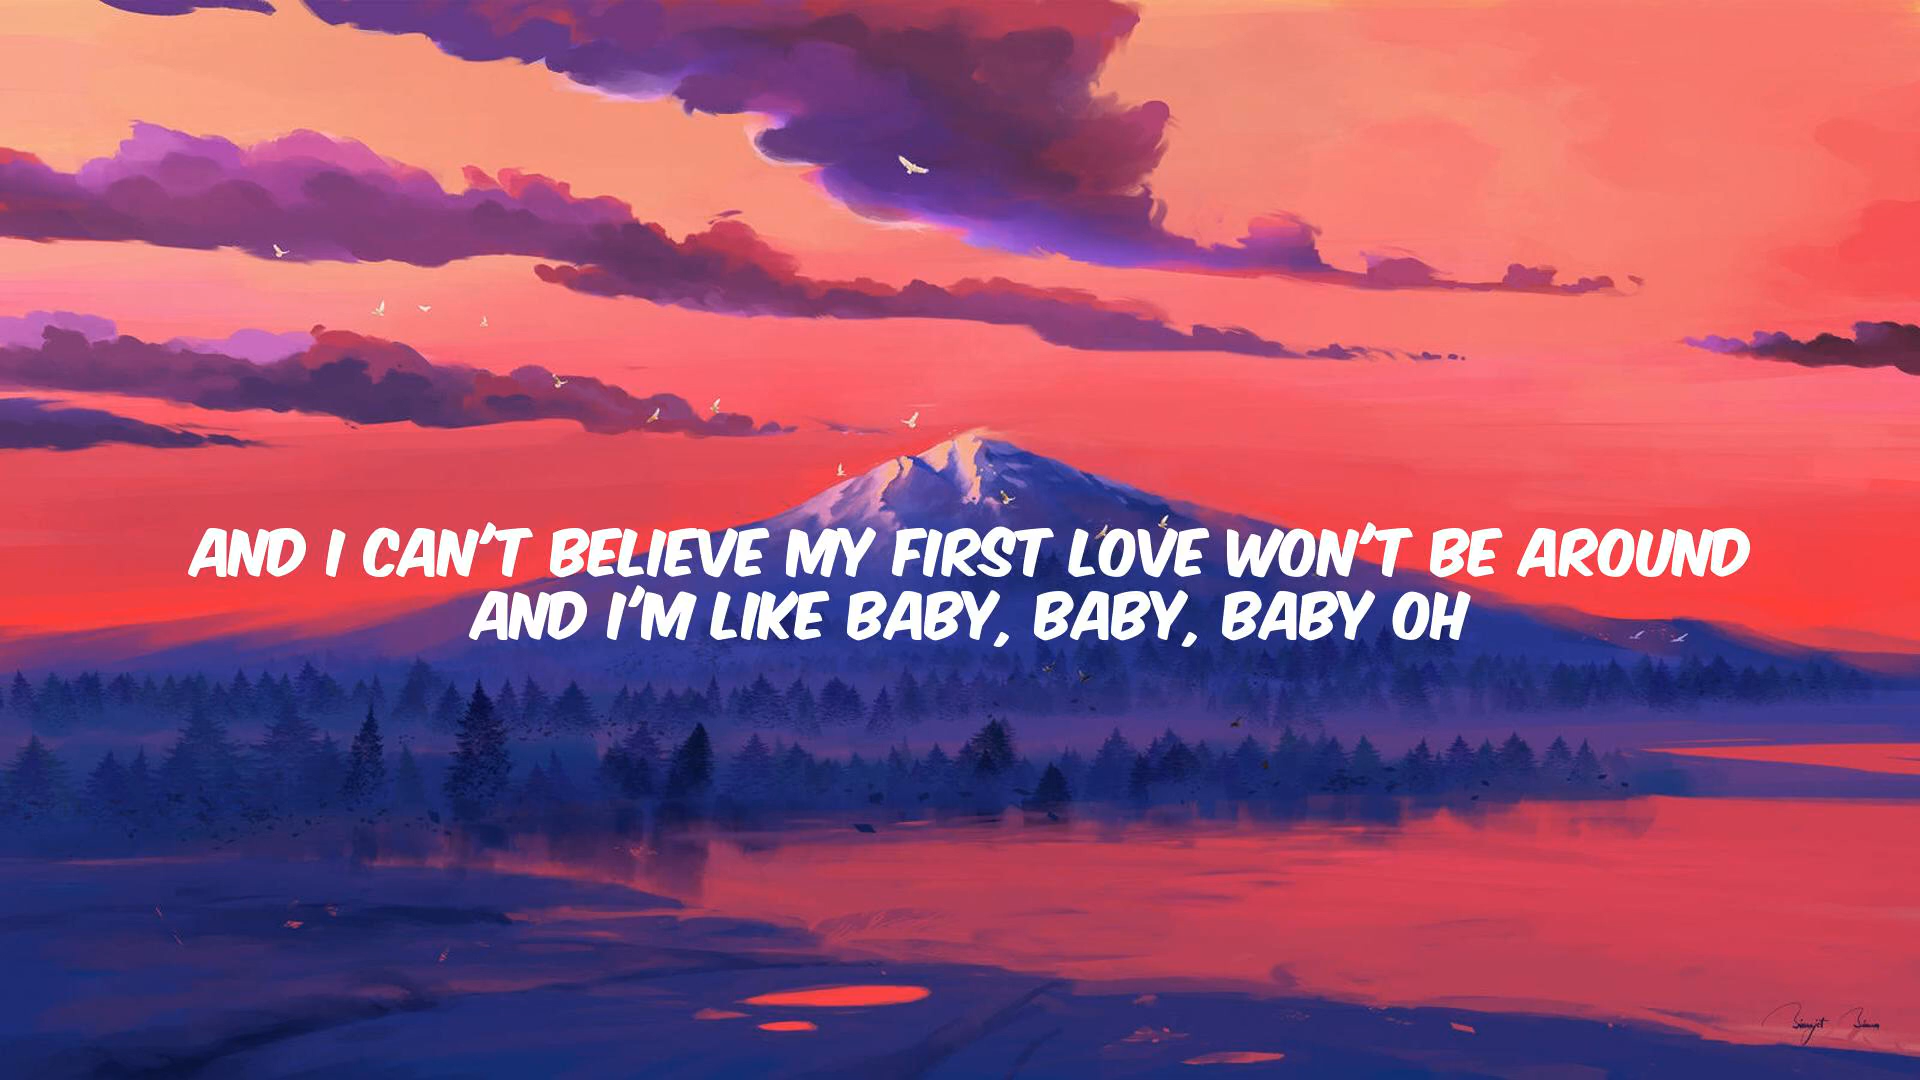 AND I CAN'T BELIEVE MY FIRST LOVE WON'T BE AROUND
AND I'M LIKE BABY, BABY, BABY OH